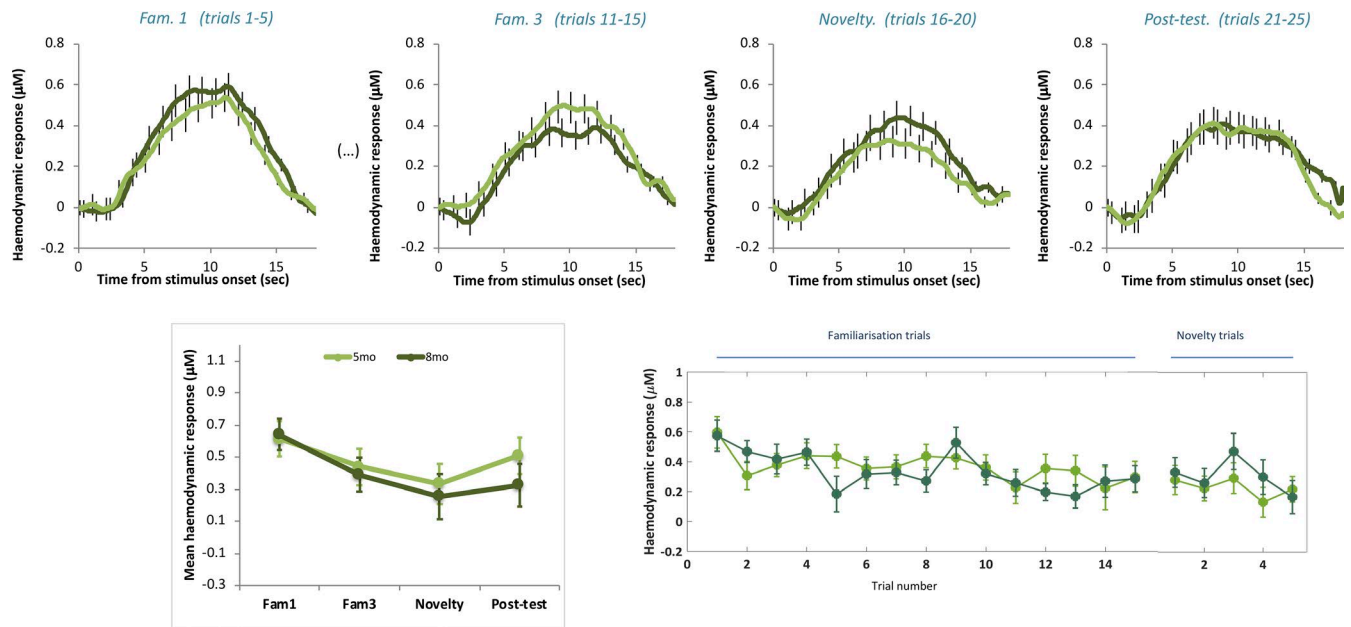 Fam. 1 (trials 1-5)
Haemodynamic response (μM)
0.8
0.6
0.4
0.2
0
-0.2
0 5 10 15
Time from stimulus onset (sec)
(...)
Fam. 3 (trials 11-15)
Haemodynamic response (μM)
0.8
0.6
0.4
0.2
0
-0.2
0 5 10 15
Time from stimulus onset (sec)
Novelty. (trials 16-20)
Haemodynamic response (μM)
0.8
0.6
0.4
0.2
0
-0.2
0 5 10 15
Time from stimulus onset (sec)
Post-test. (trials 21-25)
Haemodynamic response (μM)
0.8
0.6
0.4
0.2
0
-0.2
0 5 10 15
Time from stimulus onset (sec)
Mean haemodynamic response (μM)
5mo 8mo
1.1
0.9
0.7
0.5
0.3
0.1
-0.1
-0.3
Fam1 Fam3 Novelty Post-test
Familiarisation trials Novelty trials
Haemodynamic response (μM)
1
0.8
0.6
0.4
0.2
0
-0.2
0 2 4 6 8 10 12 14 2 4
Trial number